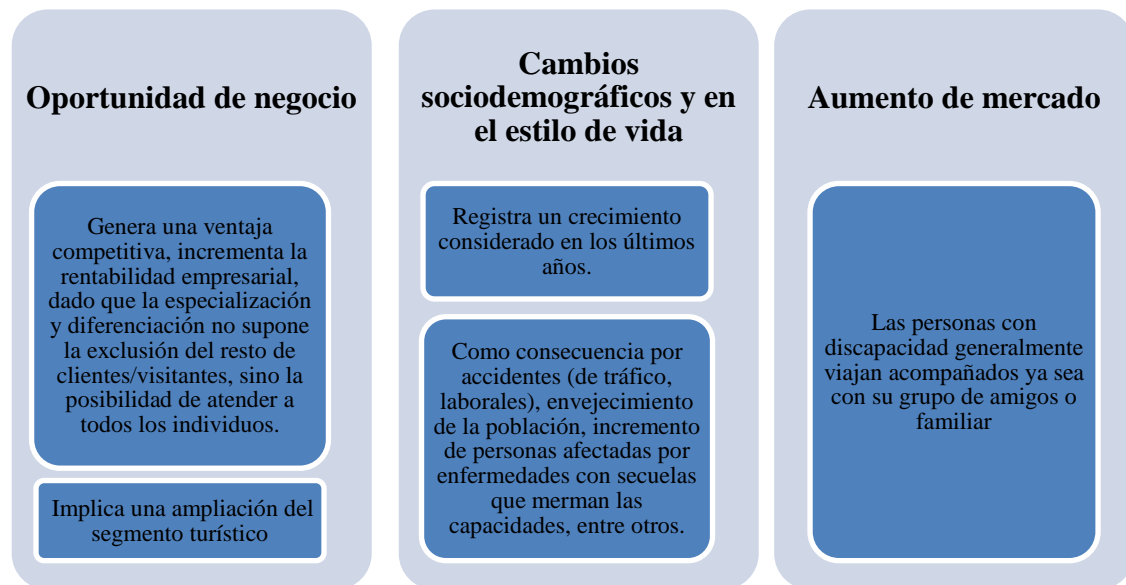 Oportunidad de negocio
Genera una ventaja
competitiva, incrementa la
rentabilidad empresarial,
dado que la especialización
y diferenciación no supone
la exclusión del resto de
clientes/visitantes, sino la
posibilidad de atender a
todos los individuos.
Implica una ampliación del
segmento turístico
Cambios
sociodemográficos y en
el estilo de vida
Registra un crecimiento
considerado en los últimos
años.
Como consecuencia por
accidentes (de tráfico,
laborales), envejecimiento
de la población, incremento
de personas afectadas por
enfermedades con secuelas
que merman las
capacidades, entre otros.
Aumento de mercado
Las personas con
discapacidad generalmente
viajan acompañados ya sea
con su grupo de amigos o
familiar